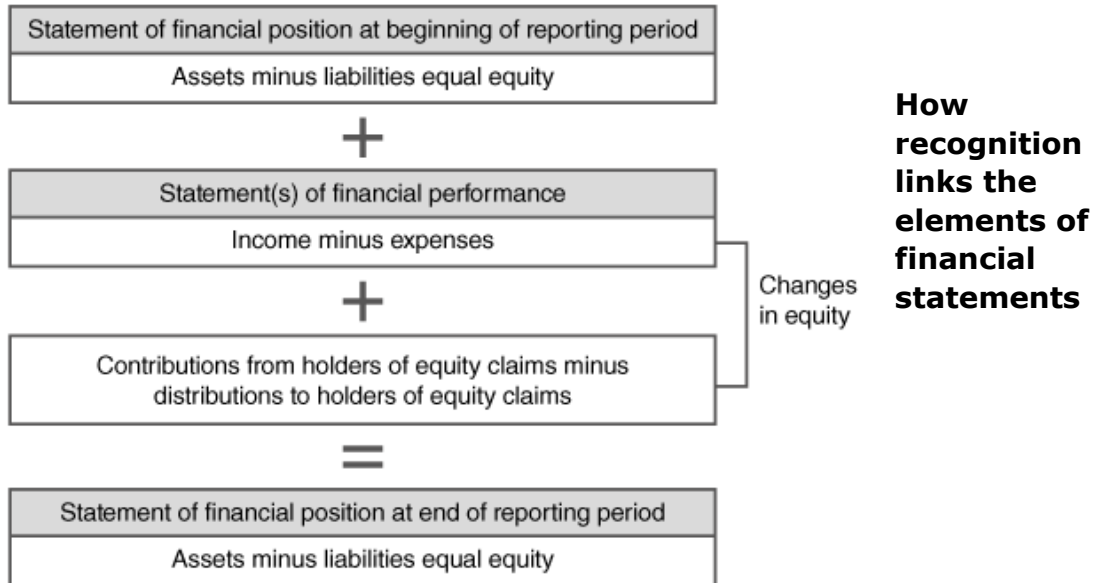 Statement of financial position at beginning of reporting period
Assets minus liabilities equal equity
+
Statement(s) of financial performance
Income minus expenses
+
Changes
in equity
Contributions from holders of equity claims minus
distributions to holders of equity claims
=
Statement of financial position at end of reporting period
Assets minus liabilities equal equity
How
recognition
links the
elements of
financial
statements